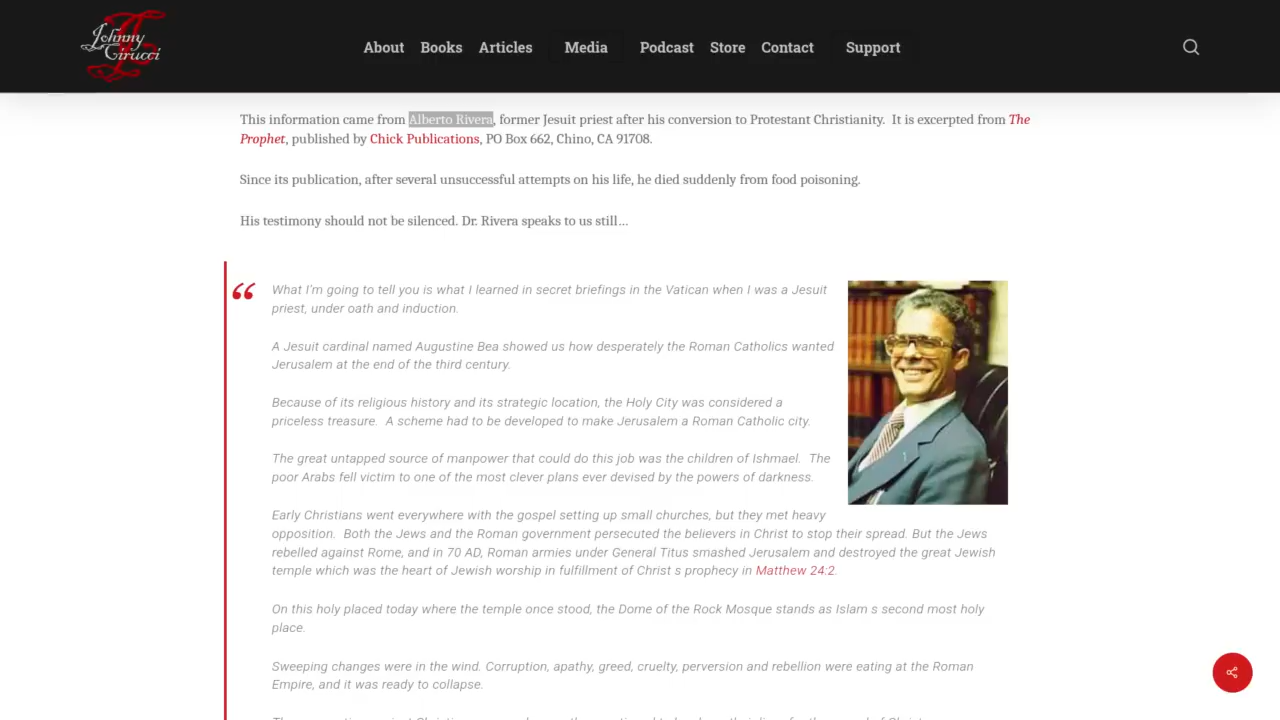 Johnny
Cirucci
About Books Articles Media Podcast Store Contact Support
This information came from Alberto Rivera, former Jesuit priest after his conversion to Protestant Christianity.  It is excerpted from The
Prophet, published by Chick Publications, PO Box 662, Chino, CA 91708.
Since its publication, after several unsuccessful attempts on his life, he died suddenly from food poisoning.
His testimony should not be silenced. Dr. Rivera speaks to us still…
What I'm going to tell you is what I learned in secret briefings in the Vatican when I was a Jesuit
priest, under oath and induction.
A Jesuit cardinal named Augustine Bea showed us how desperately the Roman Catholics wanted
Jerusalem at the end of the third century.
Because of its religious history and its strategic location, the Holy City was considered a
priceless treasure.  A scheme had to be developed to make Jerusalem a Roman Catholic city.
The great untapped source of manpower that could do this job was the children of Ishmael.  The
poor Arabs fell victim to one of the most clever plans ever devised by the powers of darkness.
Early Christians went everywhere with the gospel setting up small churches, but they met heavy
opposition.  Both the Jews and the Roman government persecuted the believers in Christ to stop their spread. But the Jews
rebelled against Rome, and in 70 AD, Roman armies under General Titus smashed Jerusalem and destroyed the great Jewish
temple which was the heart of Jewish worship in fulfillment of Christ s prophecy in Matthew 24:2.
On this holy placed today where the temple once stood, the Dome of the Rock Mosque stands as Islam s second most holy
place.
Sweeping changes were in the wind. Corruption, apathy, greed, cruelty, perversion and rebellion were eating at the Roman
Empire, and it was ready to collapse.